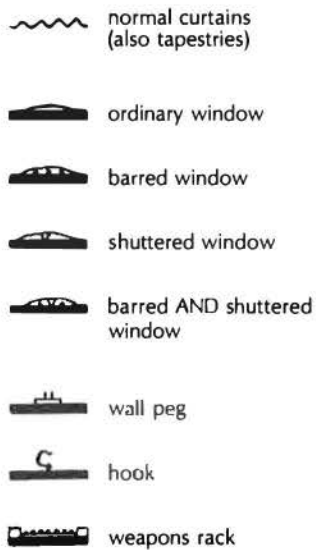 normal curtains
(also tapestries)
ordinary window
barred window
shuttered window
barred AND shuttered
window
wall peg
hook
weapons rack